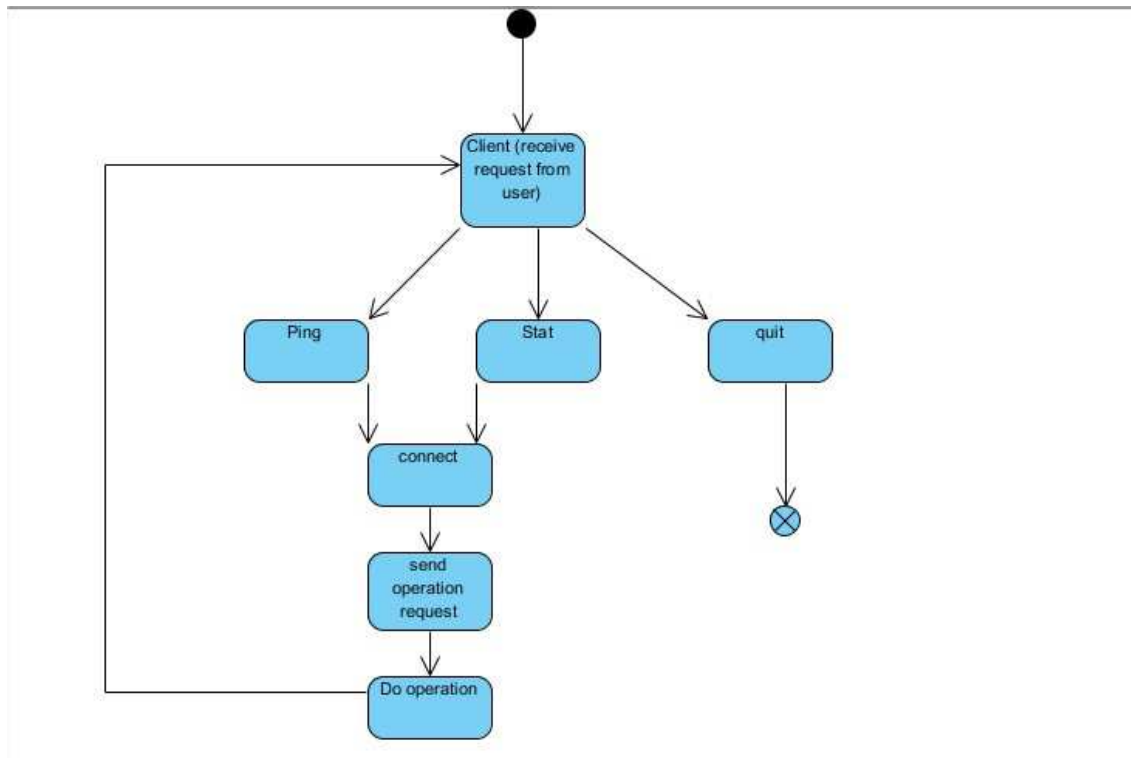 Client (receive
request from
user)
Ping
Stat
quit
connect
send
operation
request
Do operation